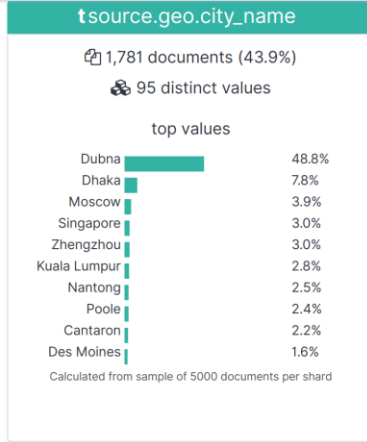 tsource.geo.city_name
1,781 documents (43.9%)
95 distinct values
top values
Dubna 48.8%
Dhaka 7.8%
Moscow 3.9%
Singapore 3.0%
Zhengzhou 3.0%
Kuala Lumpur 2.8%
Nantong 2.5%
Poole 2.4%
Cantaron 2.2%
Des Moines 1.6%
Calculated from sample of 5000 documents per shard